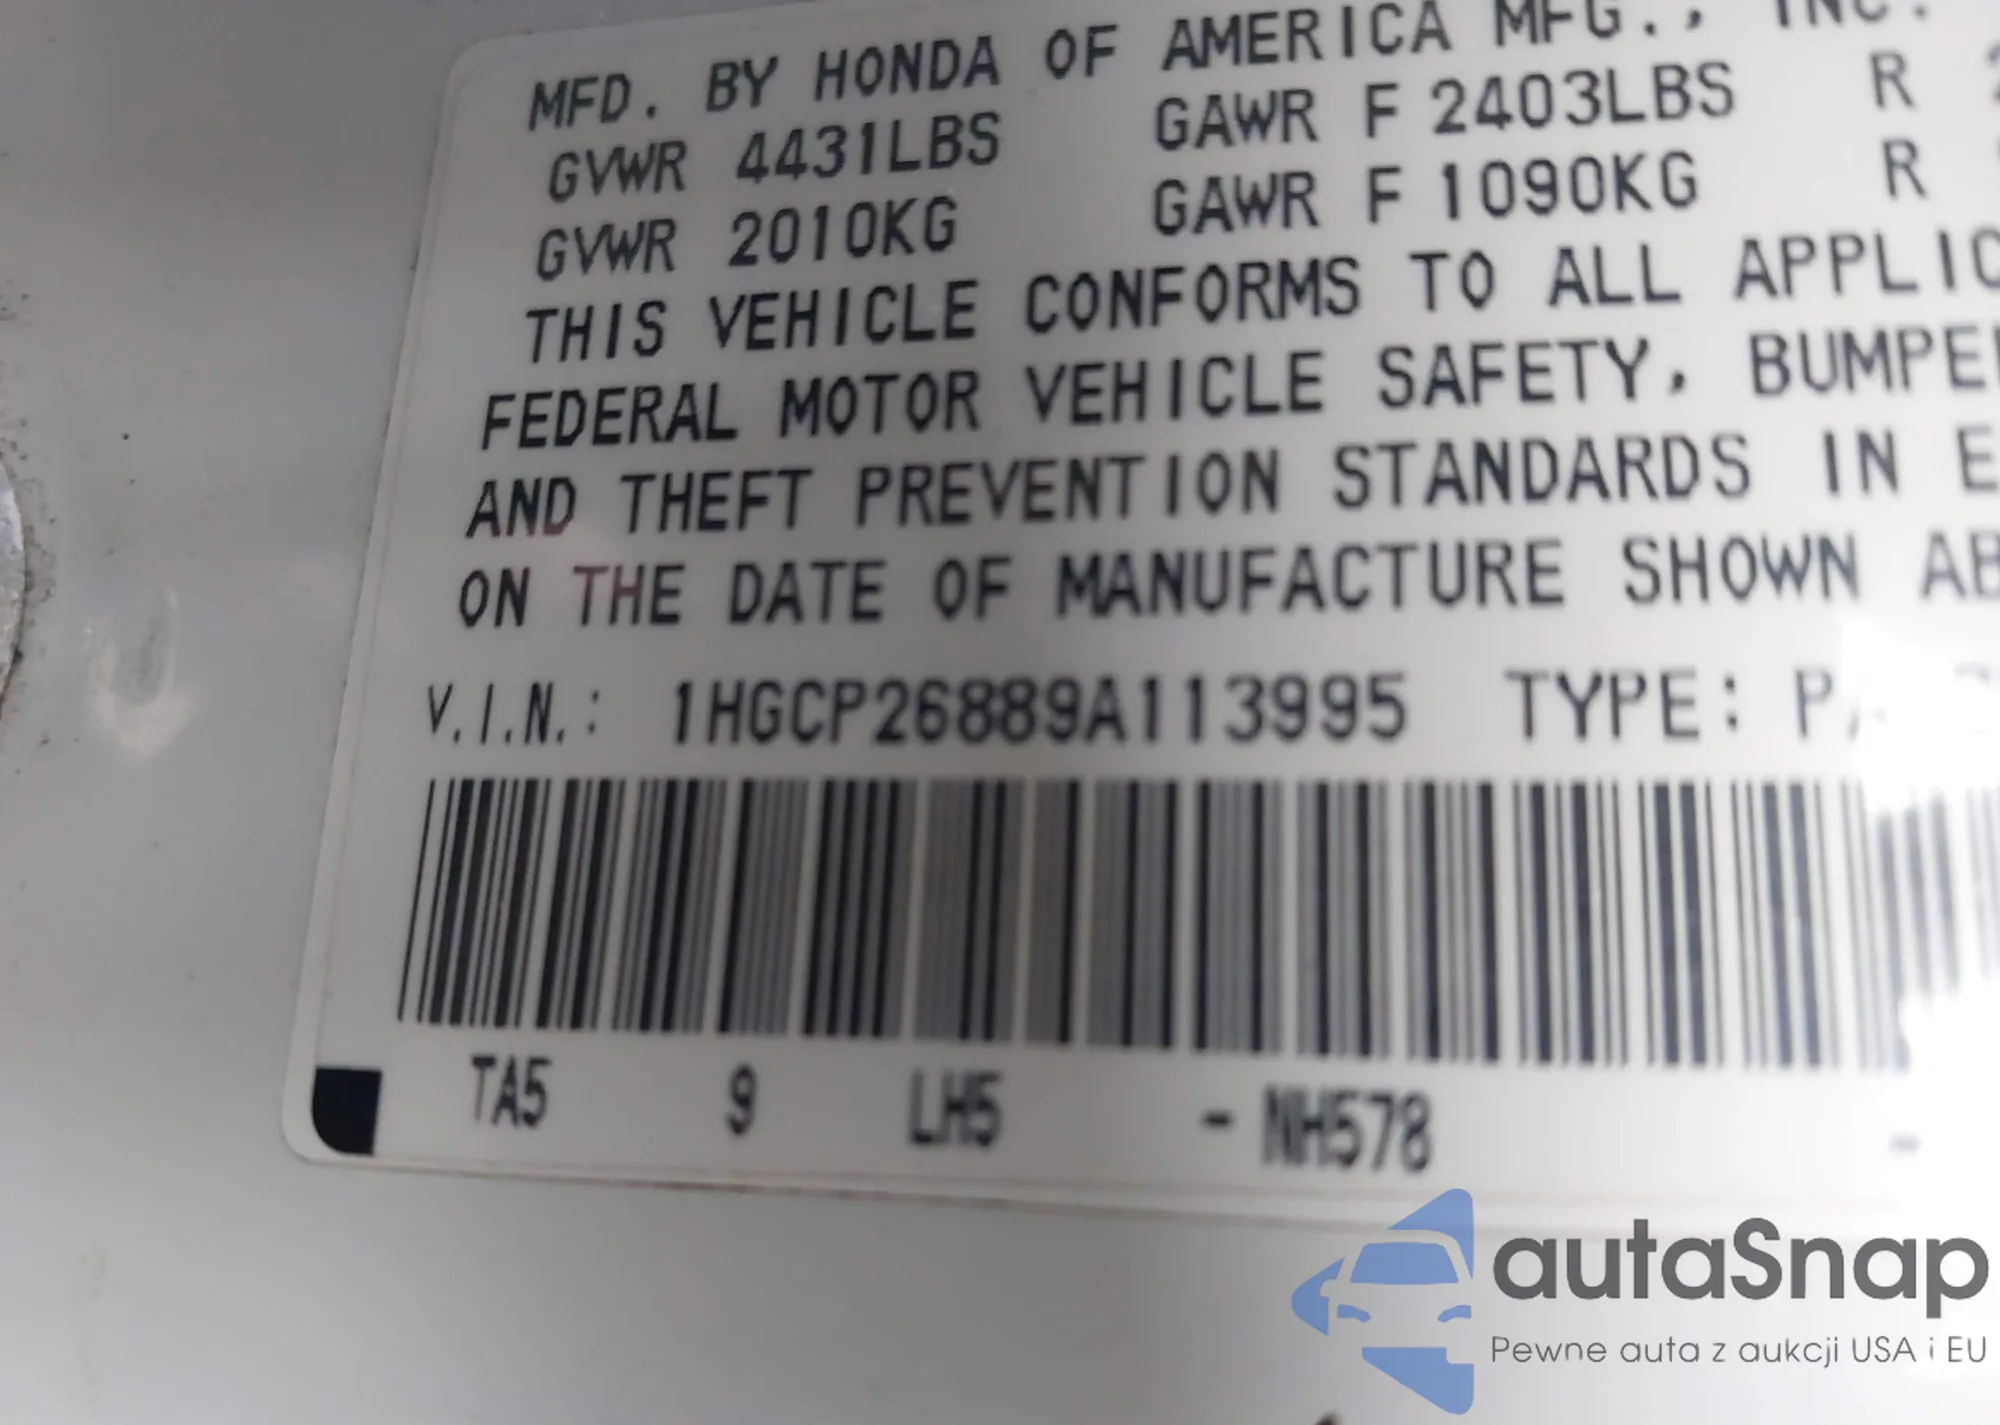 MFD. BY HONDA OF AMERICA MFG., INC.
GVWR 4431LBS GAWR F 2403LBS R
GVWR 2010KG GAWR F 1090KG R
THIS VEHICLE CONFORMS TO ALL APPLIC
FEDERAL MOTOR VEHICLE SAFETY, BUMPE
AND THEFT PREVENTION STANDARDS IN E
ON THE DATE OF MANUFACTURE SHOWN AB
V.I.N.: 1HGCP26889A113995 TYPE: P
TA5 9 LH5 - NH578 -
autaSnap
Pewne auta z aukcji USA i EU